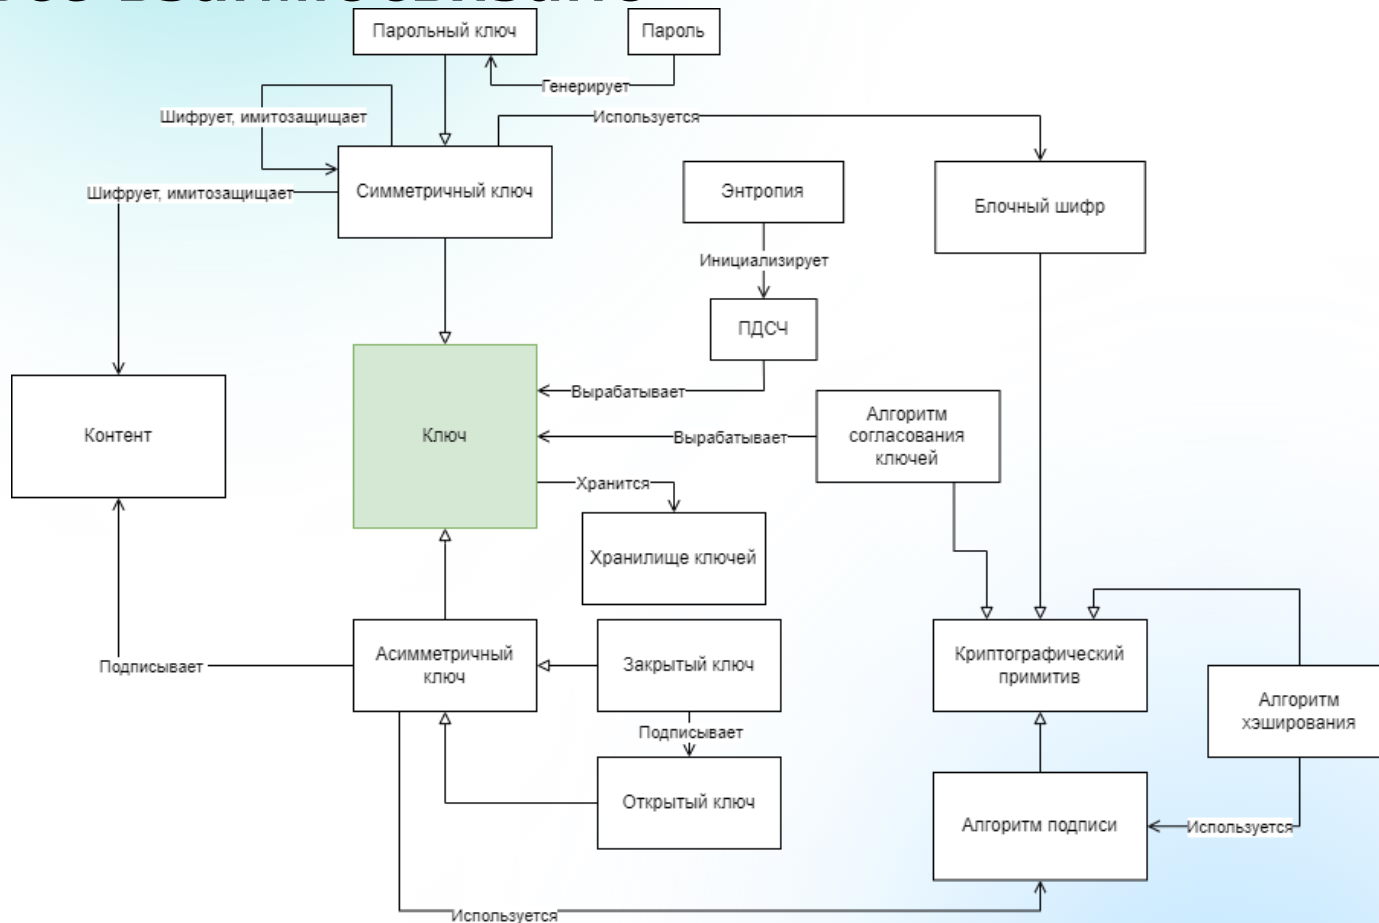 Парольный ключ
Пароль
Генерирует
Шифрует, имитозащищает
Используется
Шифрует, имитозащищает
Симметричный ключ
Энтропия
Блочный шифр
Инициализирует
ПДСЧ
Вырабатывает
Контент
Ключ
Вырабатывает
Алгоритм
согласования
ключей
Хранится
Хранилище ключей
Подписывает
Асимметричный
ключ
Закрытый ключ
Криптографический
примитив
Алгоритм
хэширования
Подписывает
Открытый ключ
Алгоритм подписи
Используется
Используется